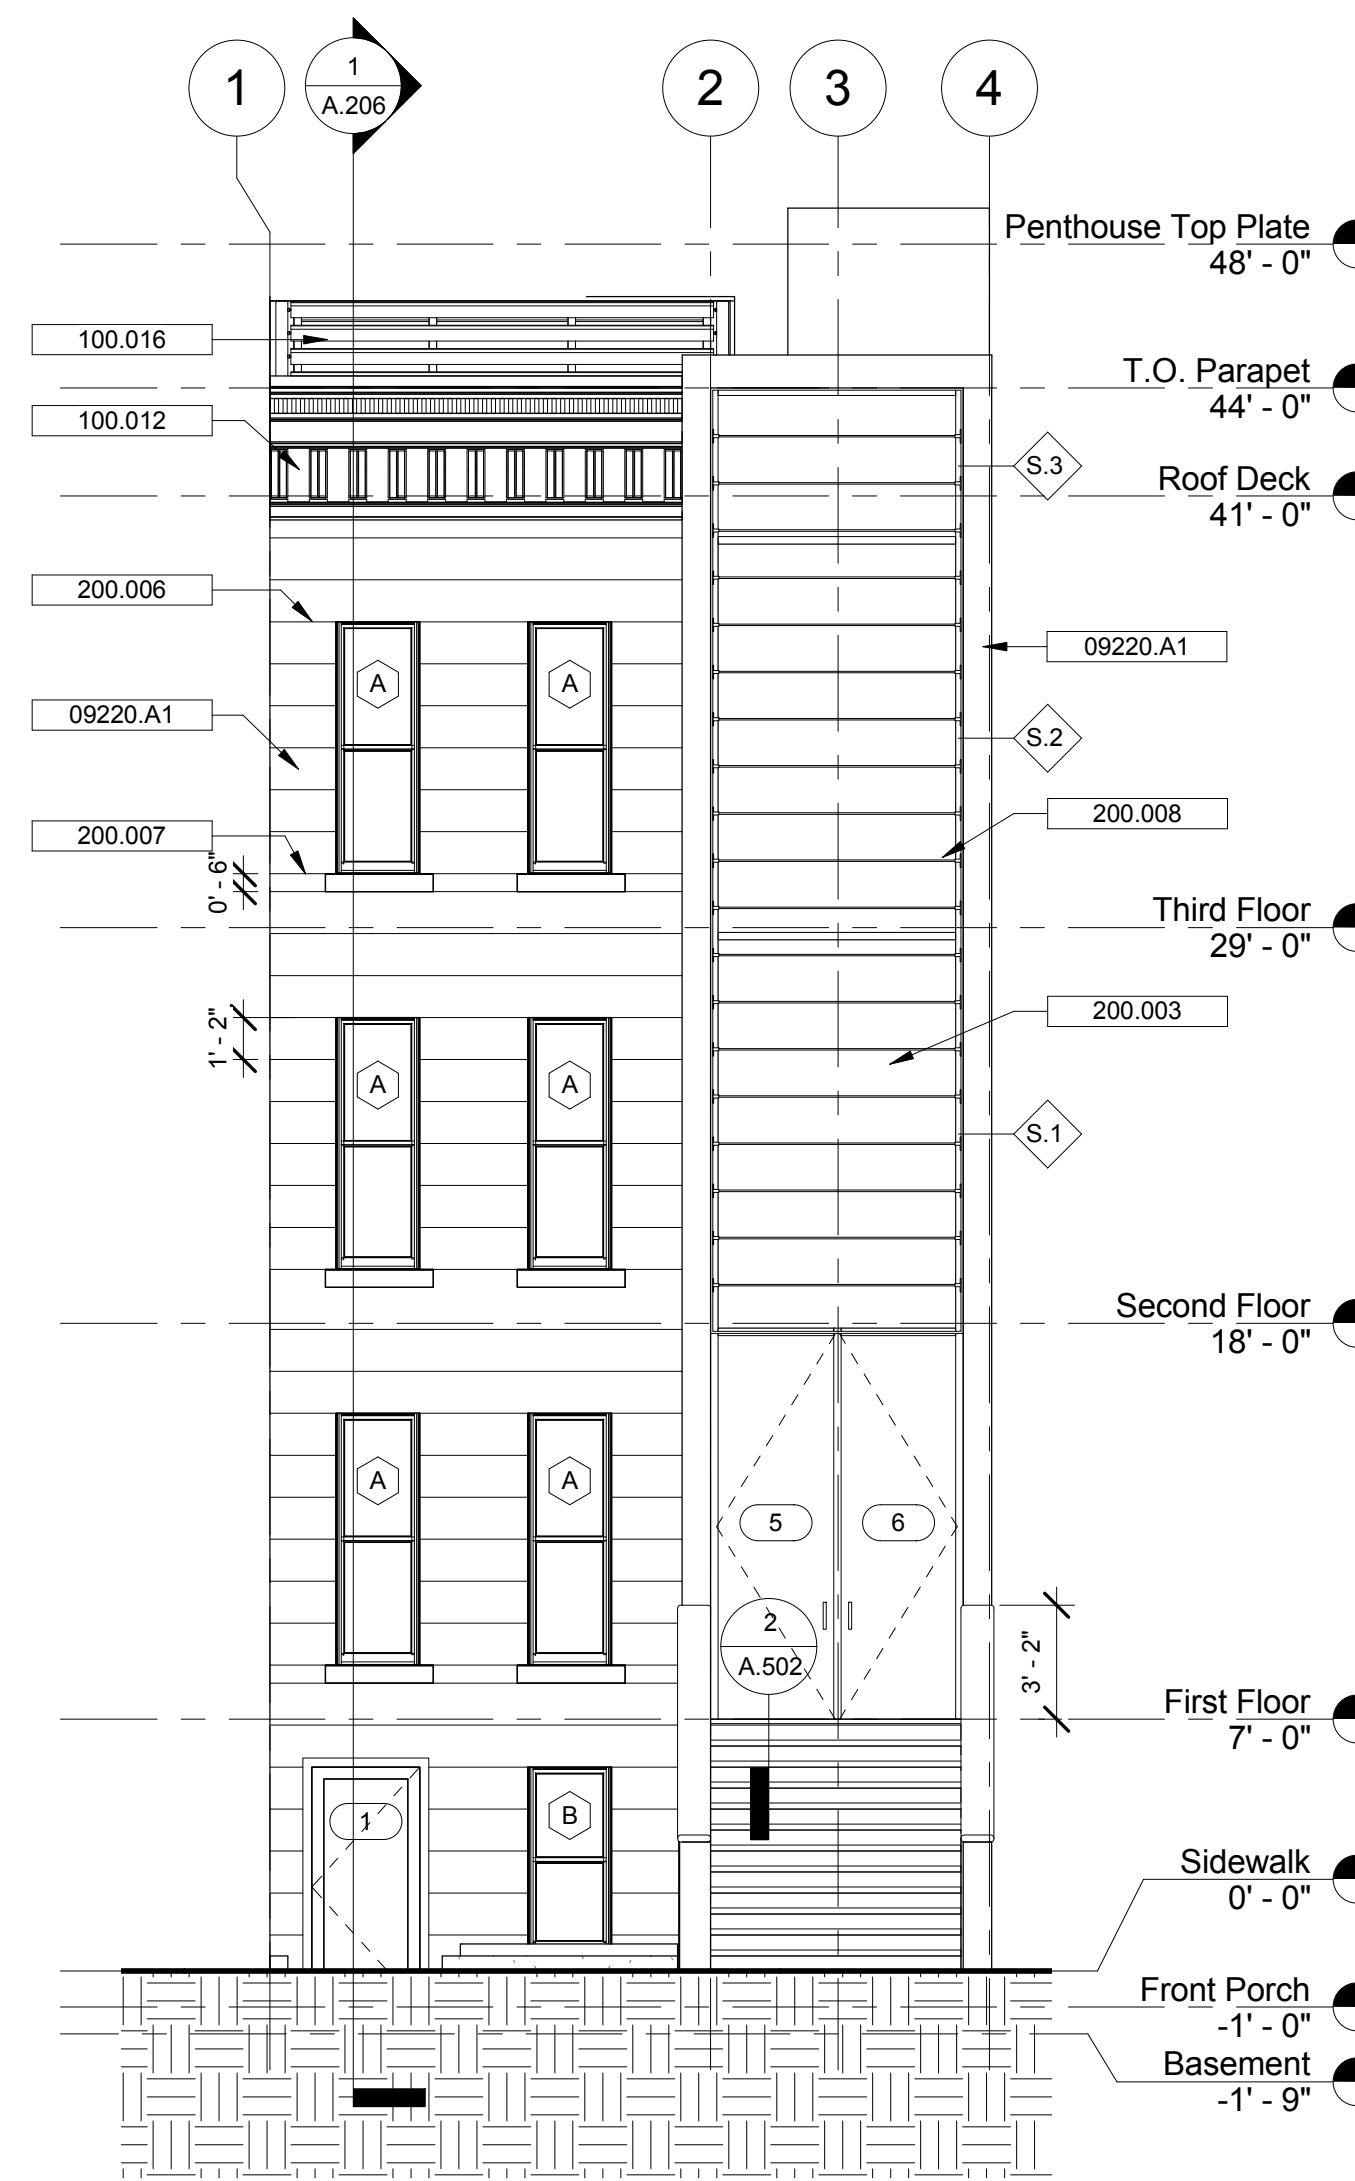 1
1
A.206
2
3
4
Penthouse Top Plate
48' - 0"
100.016
T.O. Parapet
44' - 0"
100.012
S.3
Roof Deck
41' - 0"
200.006
09220.A1
A
A
09220.A1
S.2
200.008
200.007
0' - 6"
Third Floor
29' - 0"
200.003
1' - 2"
A
A
S.1
Second Floor
18' - 0"
A
A
5
6
2
A.502
3' - 2"
First Floor
7' - 0"
1
B
Sidewalk
0' - 0"
Front Porch
-1' - 0"
Basement
-1' - 9"